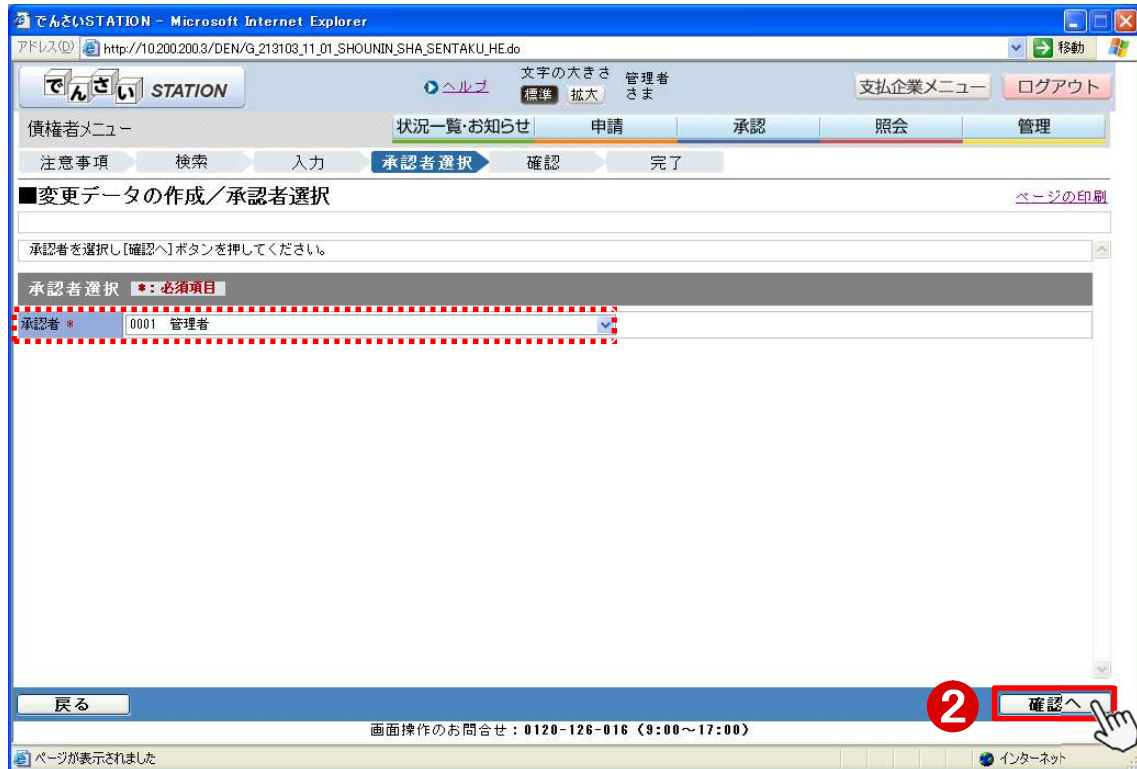 でんさいSTATION - Microsoft Internet Explorer
アドレス(D) http://10.200.200.3/DEN/G_213103_11_01_SHOUNIN_SHA_SENTAKU_HE.do 移動
でんさい STATION
ヘルプ
文字の大きさ
標準 拡大
管理者
さま
支払企業メニュー ログアウト
債権者メニュー
状況一覧・お知らせ 申請 承認 照会 管理
注意事項 検索 入力 承認者選択 確認 完了
■変更データの作成／承認者選択 ページの印刷
承認者を選択し[確認へ]ボタンを押してください。
承認者選択 *：必須項目
承認者 * 0001 管理者
戻る 2 確認へ
画面操作のお問合せ：0120-126-016（9:00～17:00）
ページが表示されました インターネット